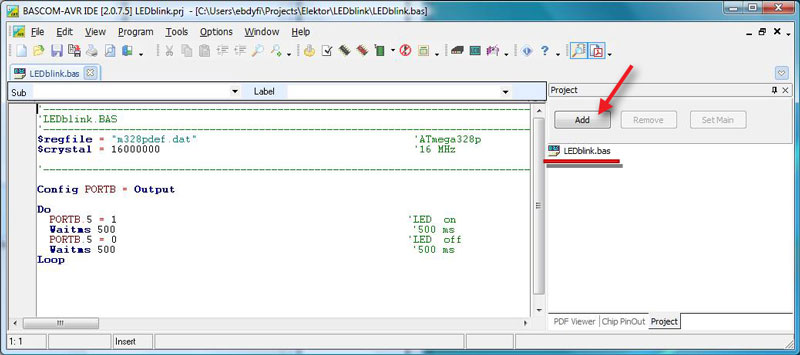 BASCOM-AVR IDE [2.0.7.5] LEDblink.prj - [C:\Users\ebdyfi\Projects\Elektor\LEDblink\LEDblink.bas]
File Edit View Program Tools Options Window Help
LEDblink.bas
Sub Label
Project
Add Remove Set Main
LEDblink.bas
'LEDblink.BAS
$regfile = "m328pdef.dat" 'ATmega328p
$crystal = 16000000 '16 MHz
Config PORTB = Output
Do
PORTB.5 = 1 'LED on
Waitms 500 '500 ms
PORTB.5 = 0 'LED off
Waitms 500 '500 ms
Loop
PDF Viewer Chip PinOut Project
1: 1 Insert